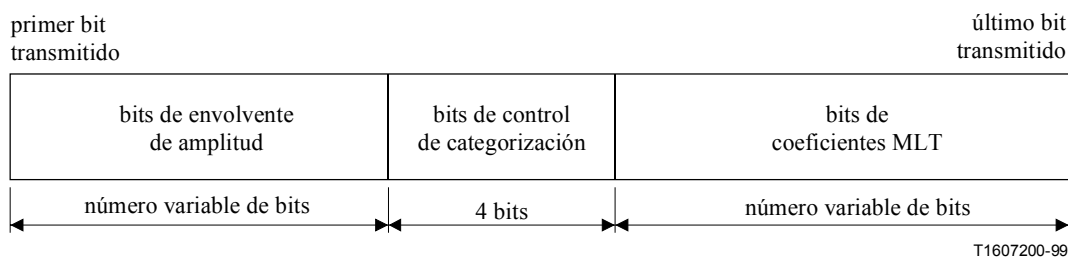 primer bit
transmitido
último bit
transmitido
bits de envolvente
de amplitud
bits de control
de categorización
bits de
coeficientes MLT
número variable de bits
4 bits
número variable de bits
T1607200-99